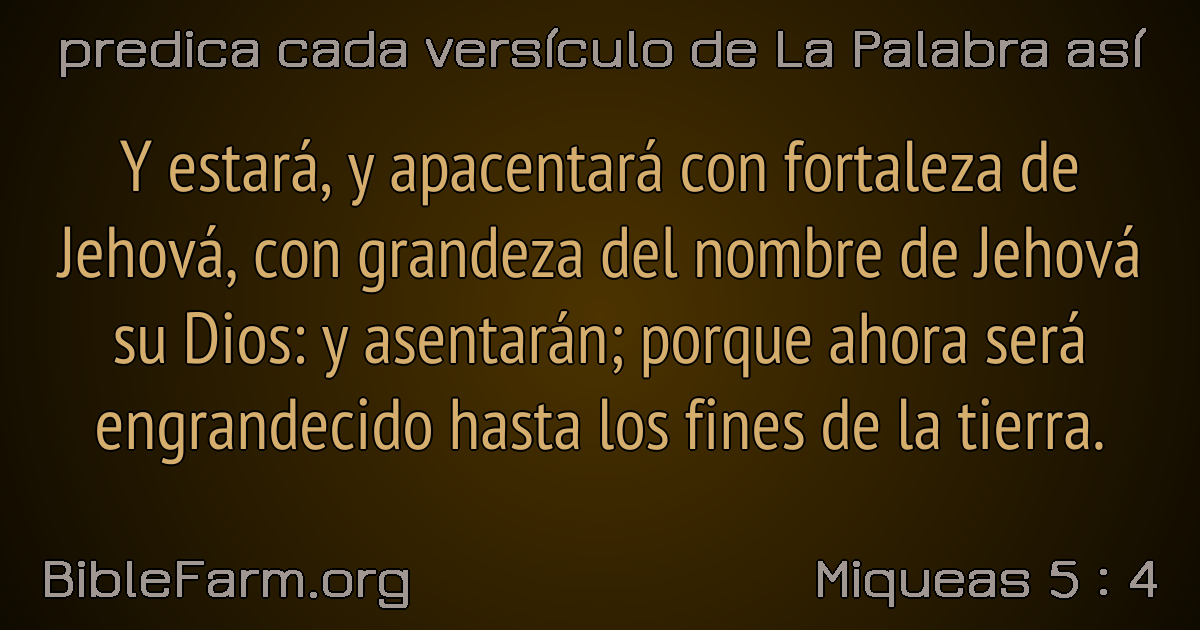 predica cada versículo de La Palabra así
Y estará, y apacentará con fortaleza de
Jehová, con grandeza del nombre de Jehová
su Dios: y asentarán; porque ahora será
engrandecido hasta los fines de la tierra.
BibleFarm.org
Miqueas 5 : 4